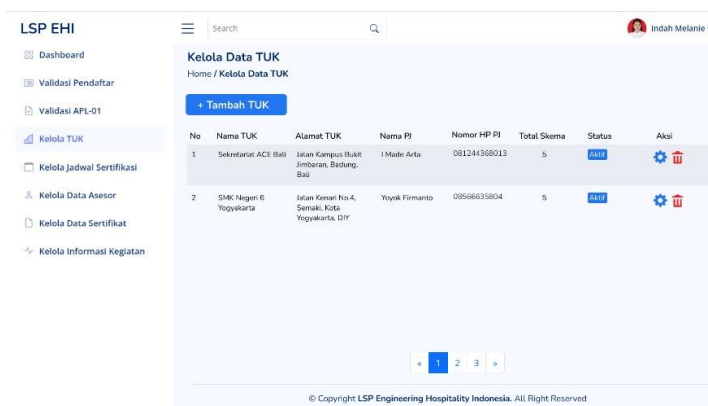 LSP EHI
Search
Indah Melanie
Dashboard
Validasi Pendaftar
Validasi APL-01
Kelola TUK
Kelola Jadwal Sertifikasi
Kelola Data Asesor
Kelola Data Sertifikat
Kelola Informasi Kegiatan
Kelola Data TUK
Home / Kelola Data TUK
+ Tambah TUK
No Nama TUK Alamat TUK Nama PJ Nomor HP PJ Total Skema Status Aksi
1 Sekretariat ACE Bali Jalan Kampus Bukit I Made Arta 081244368013 5 Aktif
Jimbaran, Badung,
Bali
2 SMK Negeri 6 Jalan Kenari No.4, Yoyok Firmanto 08566635804 5 Aktif
Yogyakarta Semaki, Kota
Yogyakarta, DIY
« 1 2 3 »
© Copyright LSP Engineering Hospitality Indonesia. All Right Reserved